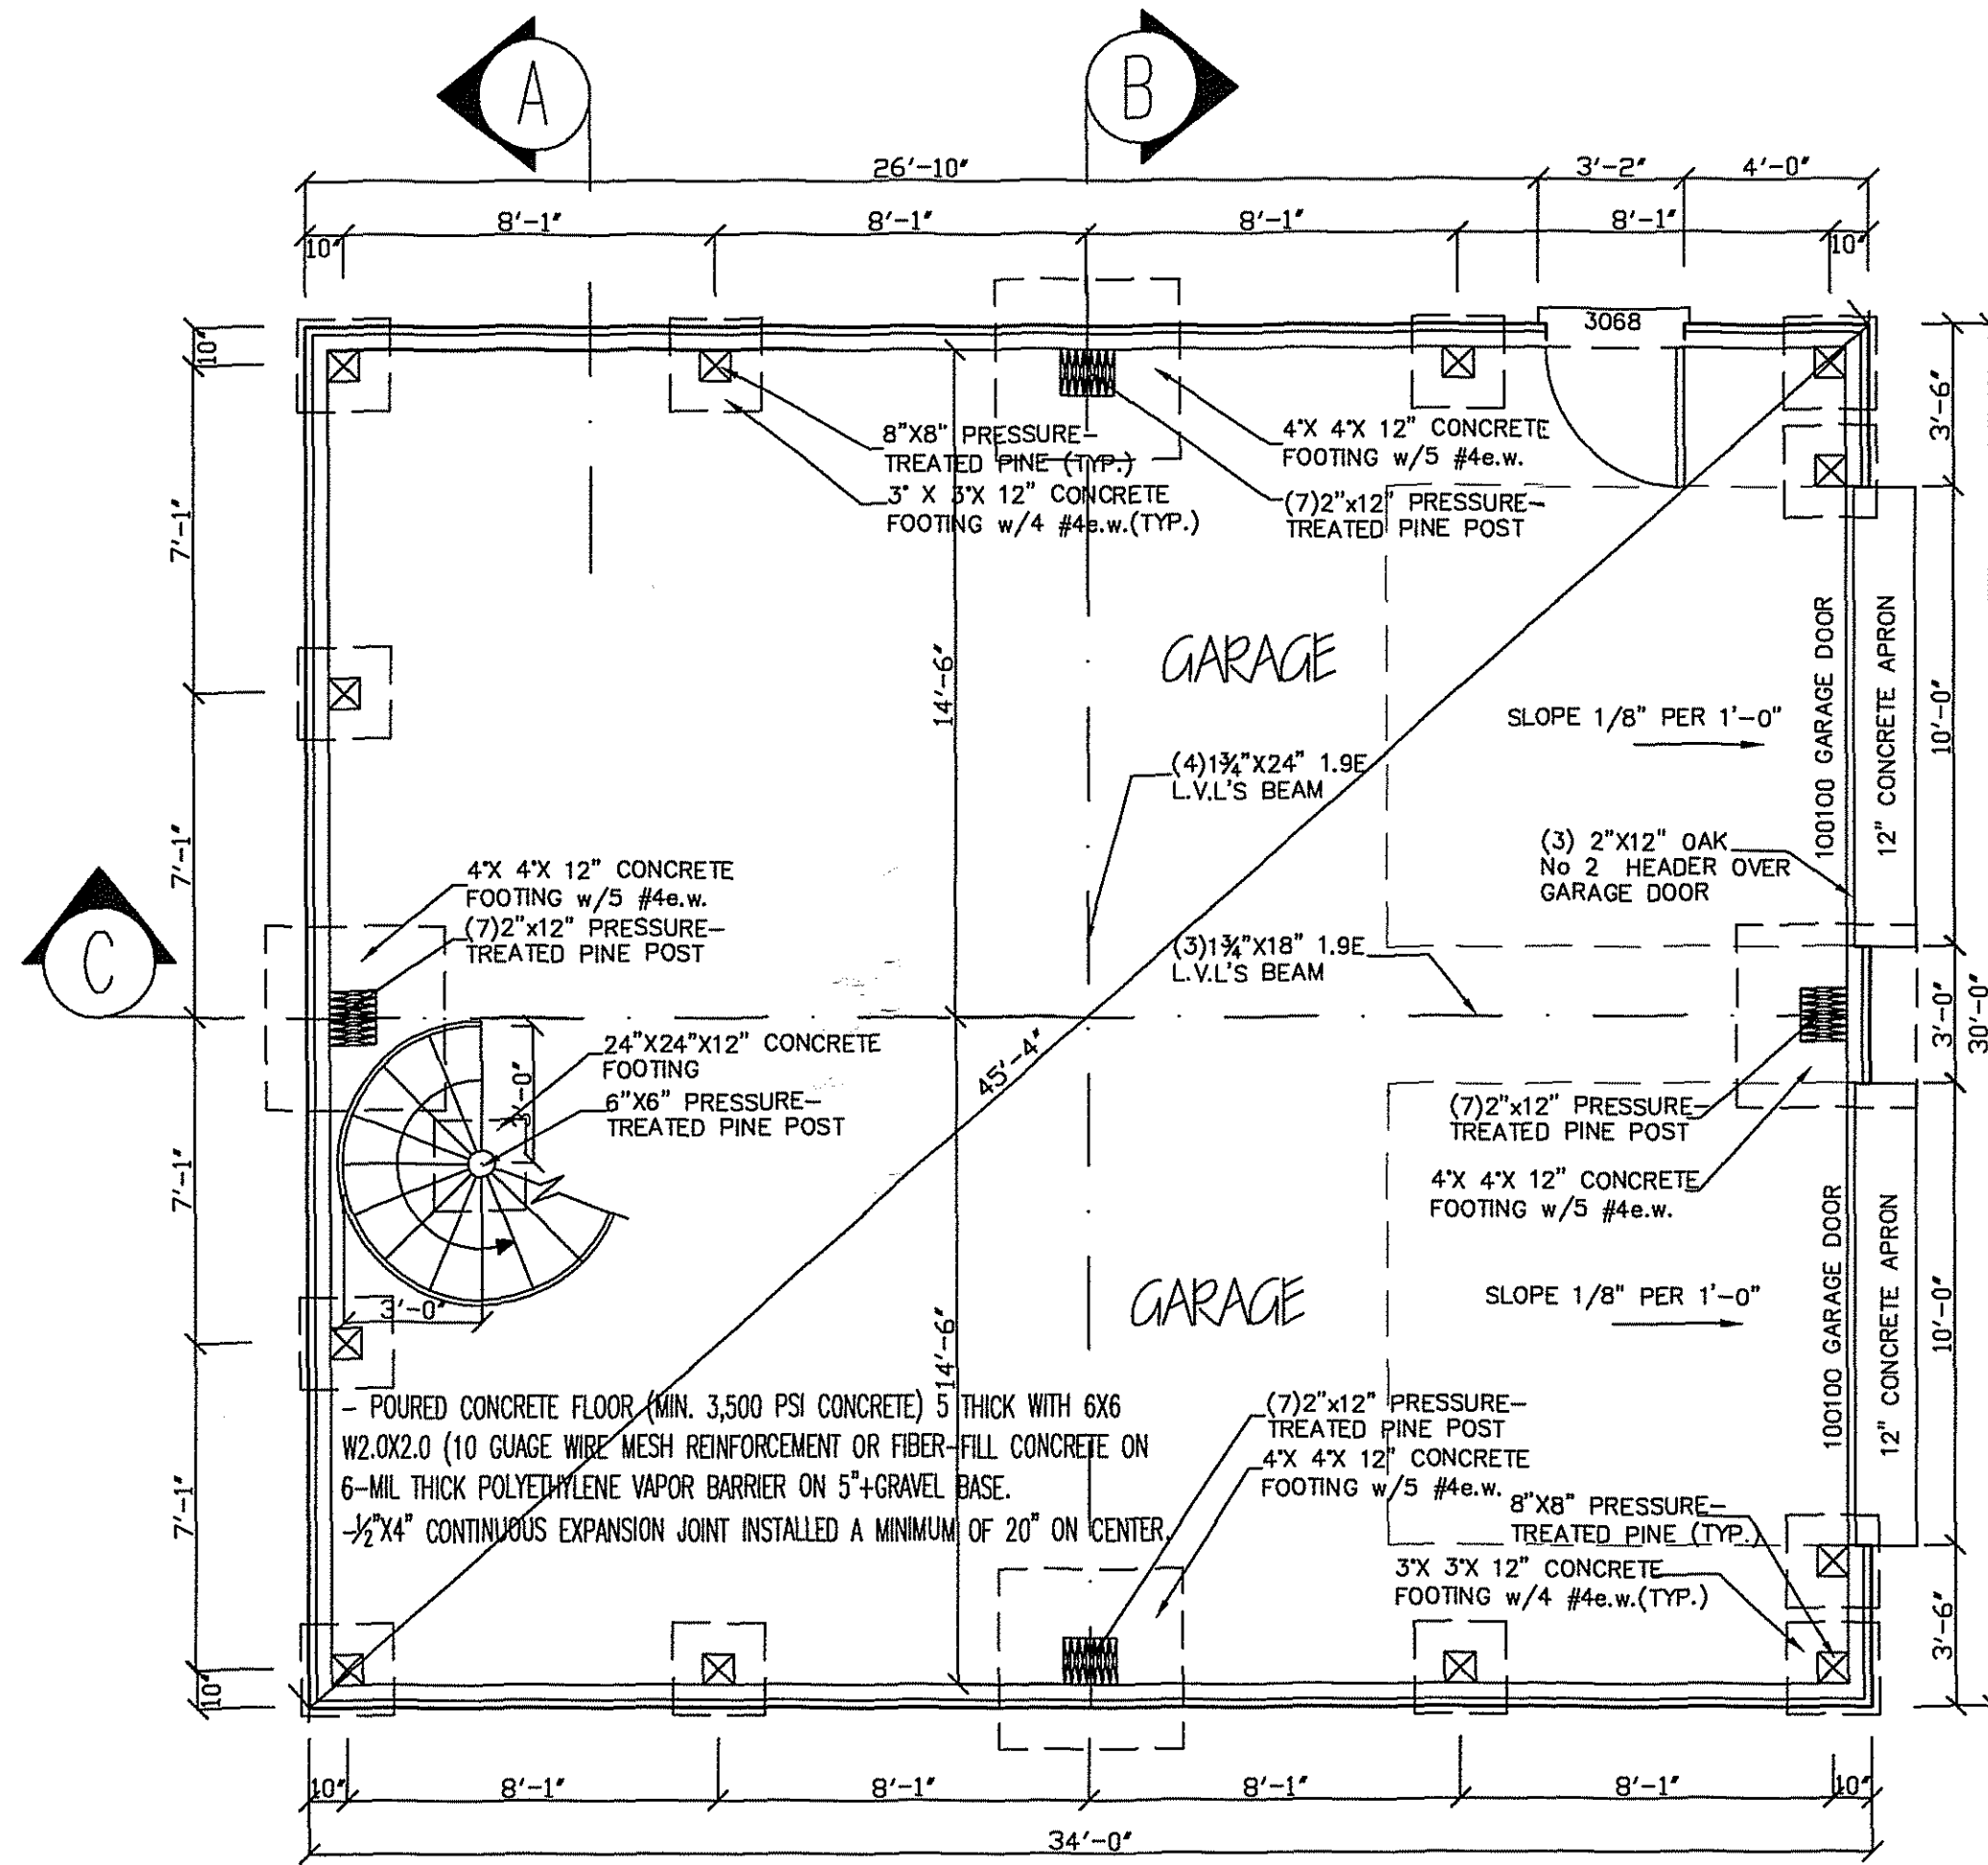 A
B
26'-10"
3'-2"
4'-0"
8'-1"
8'-1"
8'-1"
8'-1"
10"
10"
10"
3068
3'-6"
8"X8" PRESSURE-
TREATED PINE (TYP.)
3' X 3'X 12" CONCRETE
FOOTING w/4 #4e.w.(TYP.)
4'X 4'X 12" CONCRETE
FOOTING w/5 #4e.w.
(7)2"x12" PRESSURE-
TREATED PINE POST
7'-1"
GARAGE
14'-6"
SLOPE 1/8" PER 1'-0"
100100 GARAGE DOOR
12" CONCRETE APRON
10'-0"
(4)1¾"X24" 1.9E
L.V.L'S BEAM
7'-1"
(3) 2"X12" OAK
No 2 HEADER OVER
GARAGE DOOR
4'X 4'X 12" CONCRETE
FOOTING w/5 #4e.w.
(7)2"x12" PRESSURE-
TREATED PINE POST
C
(3)1¾"X18" 1.9E
L.V.L'S BEAM
3'-0"
30'-0"
24"X24"X12" CONCRETE
FOOTING
3'-0"
6"X6" PRESSURE-
TREATED PINE POST
45'-4"
(7)2"x12" PRESSURE-
TREATED PINE POST
4'X 4'X 12" CONCRETE
FOOTING w/5 #4e.w.
7'-1"
3'-0"
GARAGE
14'-6"
SLOPE 1/8" PER 1'-0"
100100 GARAGE DOOR
12" CONCRETE APRON
10'-0"
- POURED CONCRETE FLOOR (MIN. 3,500 PSI CONCRETE) 5 THICK WITH 6X6
W2.0X2.0 (10 GUAGE WIRE MESH REINFORCEMENT OR FIBER-FILL CONCRETE ON
6-MIL THICK POLYETHYLENE VAPOR BARRIER ON 5"+GRAVEL BASE.
-½"X4" CONTINUOUS EXPANSION JOINT INSTALLED A MINIMUM OF 20" ON CENTER.
(7)2"x12" PRESSURE-
TREATED PINE POST
4'X 4'X 12" CONCRETE
FOOTING w/5 #4e.w.
8"X8" PRESSURE-
TREATED PINE (TYP.)
3'X 3'X 12" CONCRETE
FOOTING w/4 #4e.w.(TYP.)
7'-1"
3'-6"
10"
10"
8'-1"
8'-1"
8'-1"
8'-1"
10"
34'-0"